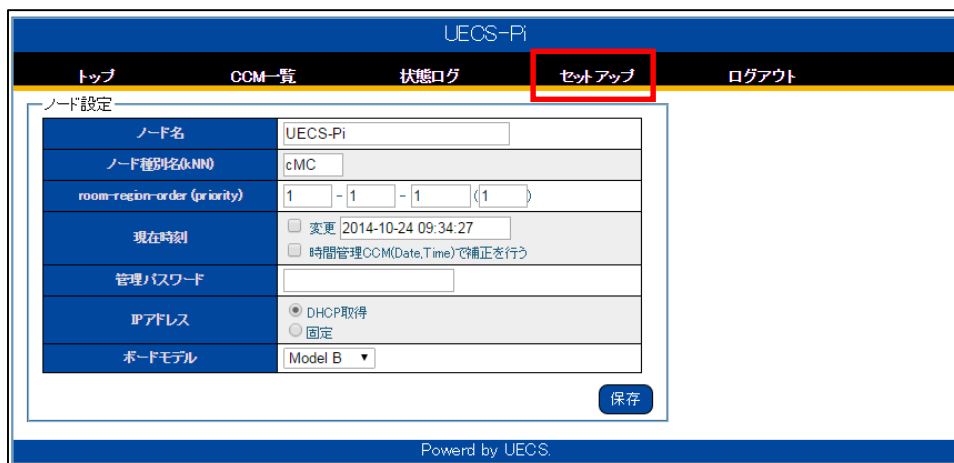 UECS-Pi
トップ CCM一覧 状態ログ セットアップ ログアウト
ノード設定
ノード名 UECS-Pi
ノード種別名(kNN) cMC
room-region-order (priority) 1 - 1 - 1 (1)
現在時刻 変更 2014-10-24 09:34:27
時間管理CCM(Date,Time)で補正を行う
管理パスワード
IPアドレス DHCP取得
固定
ボードモデル Model B
保存
Powerd by UECS.